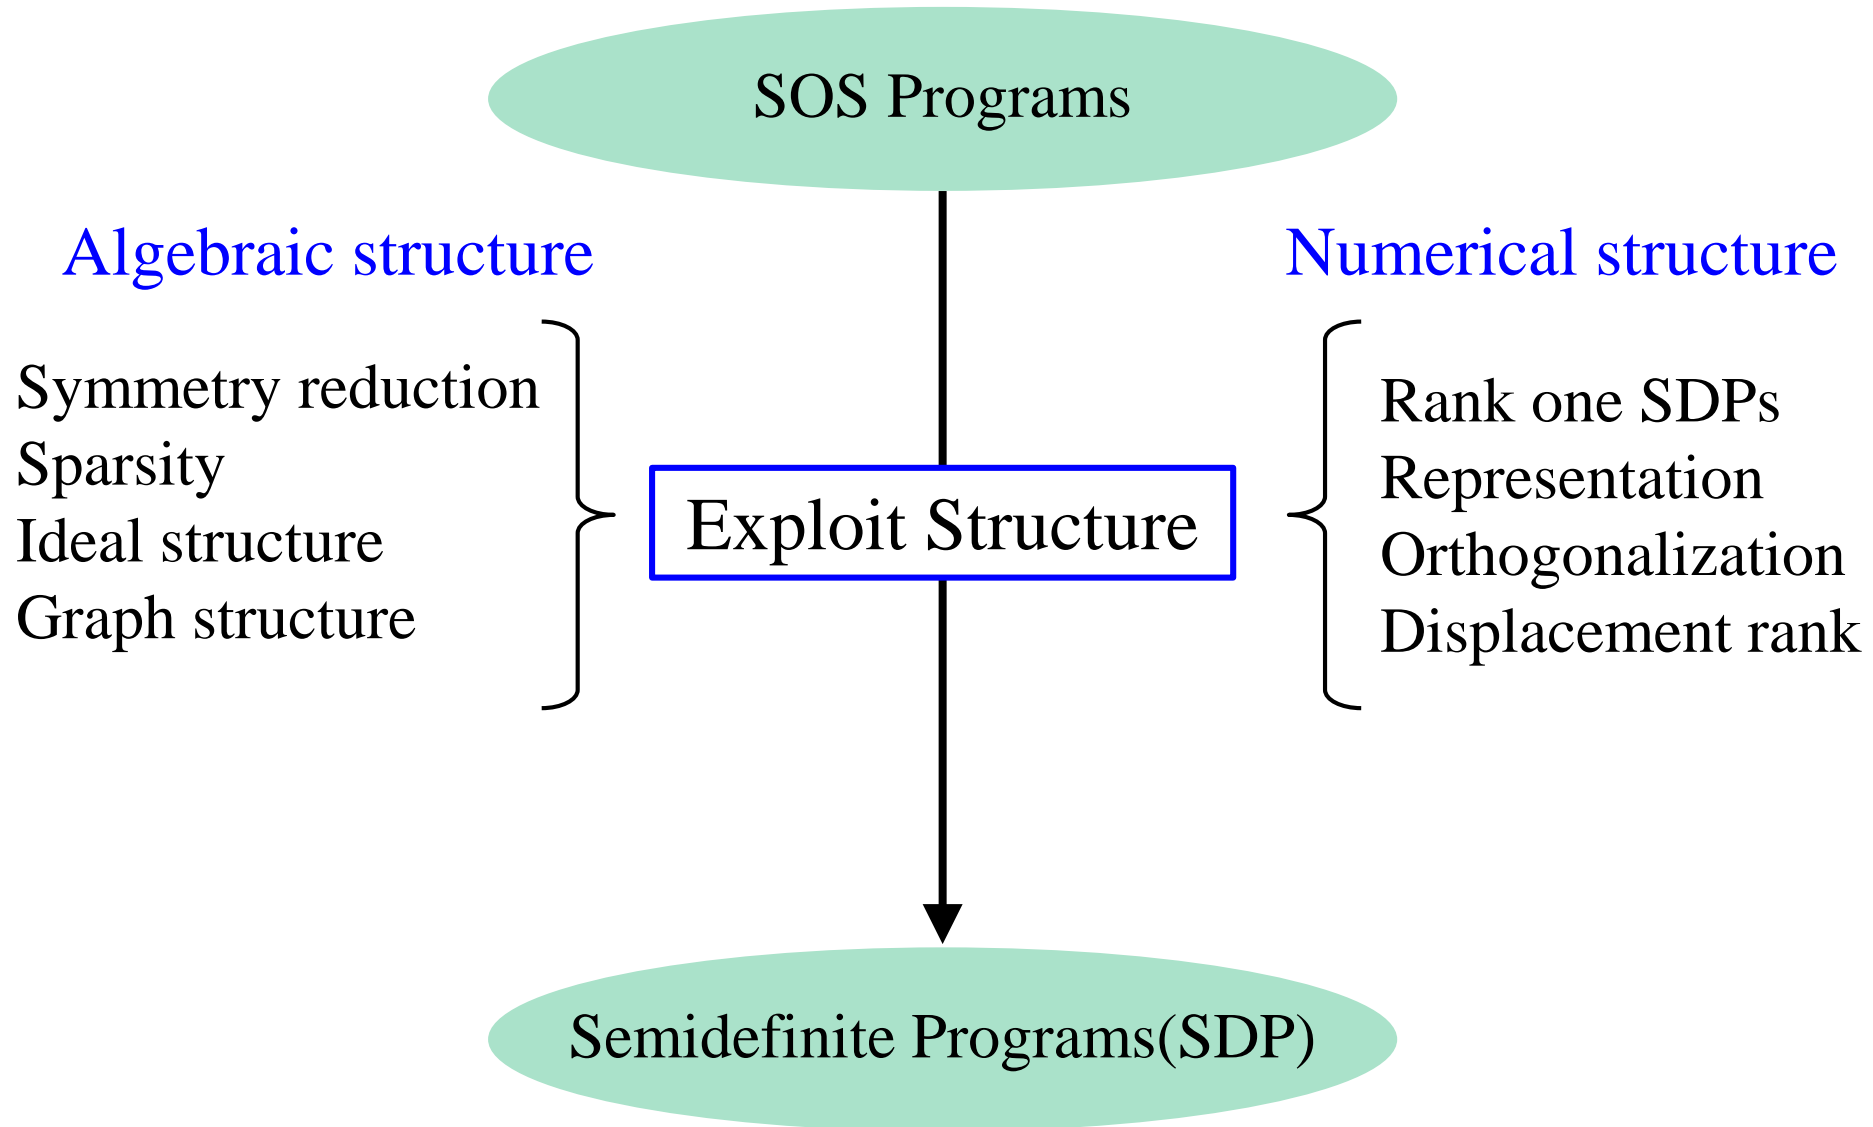 SOS Programs
Algebraic structure
Symmetry reduction
Sparsity
Ideal structure
Graph structure
Exploit Structure
Numerical structure
Rank one SDPs
Representation
Orthogonalization
Displacement rank
Semidefinite Programs(SDP)